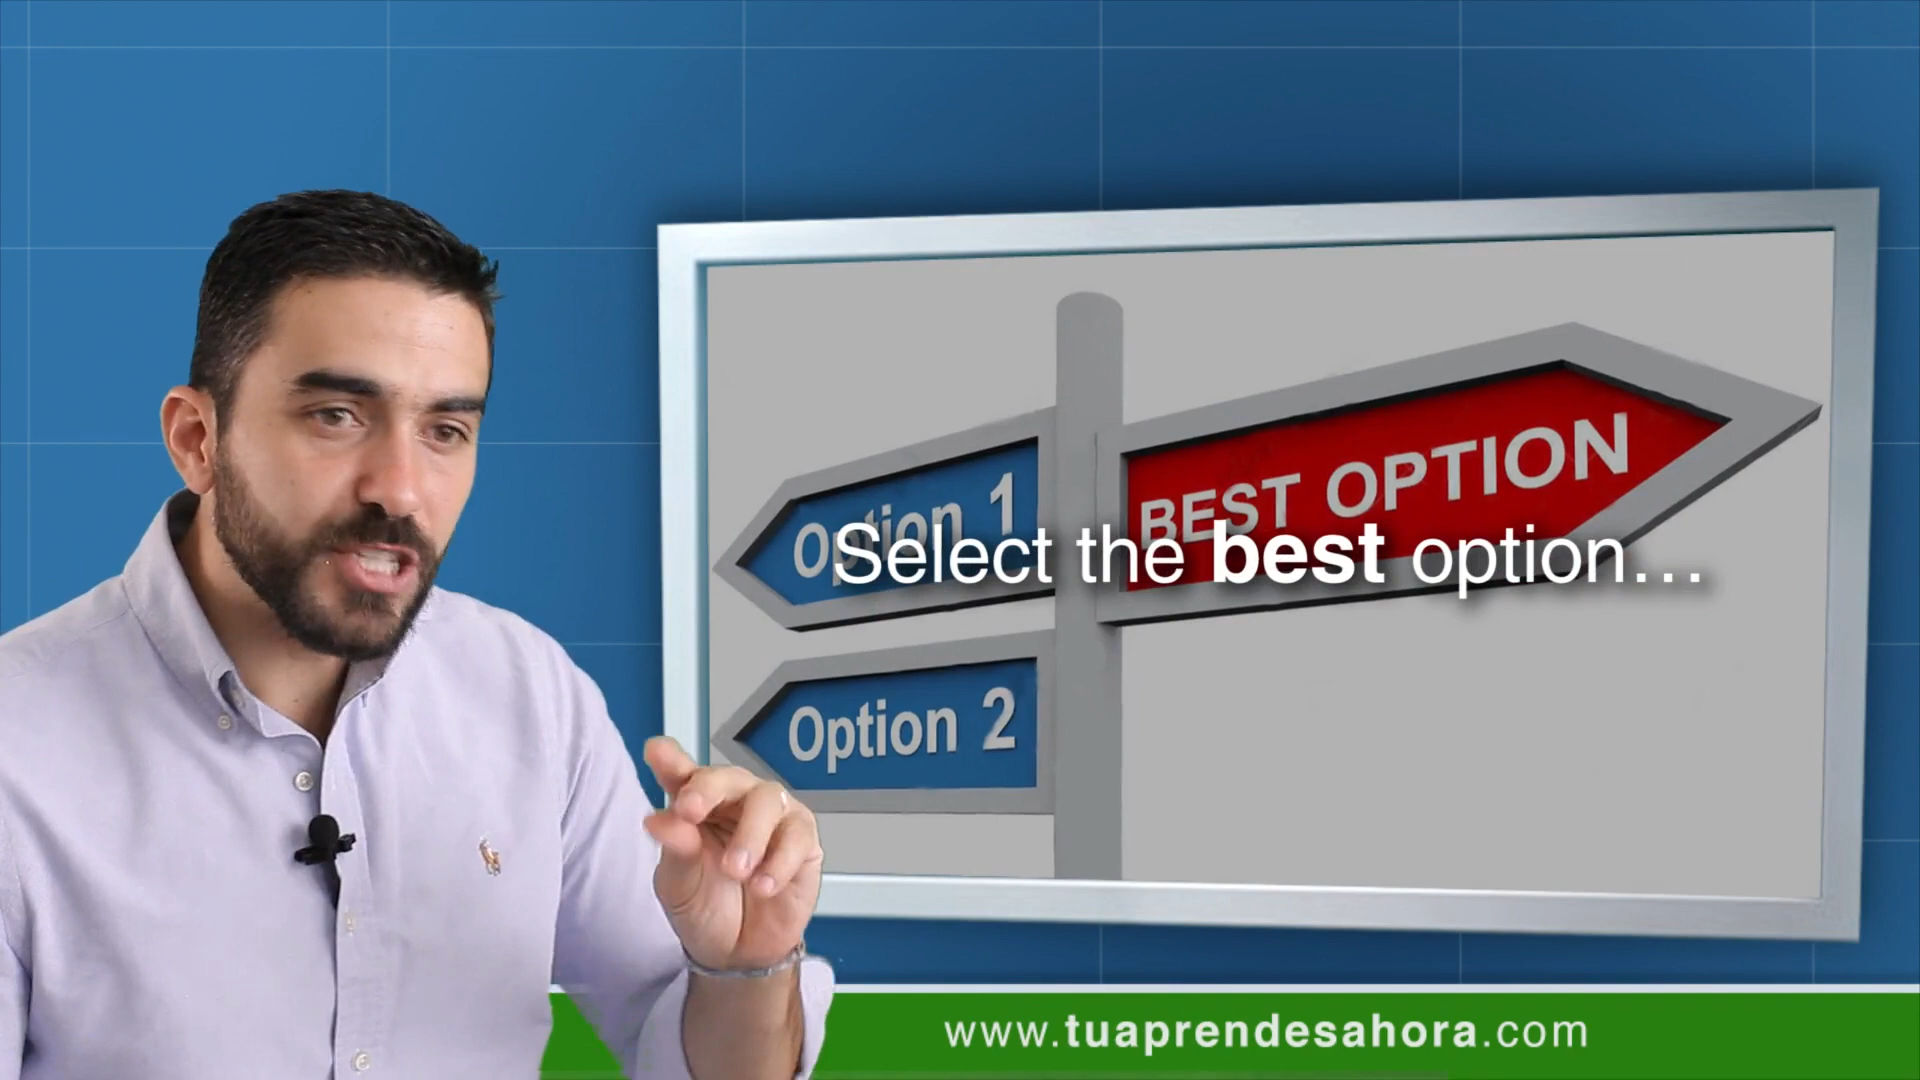 Option 1
BEST OPTION
Select the best option...
Option 2
www.tuaprendesahora.com